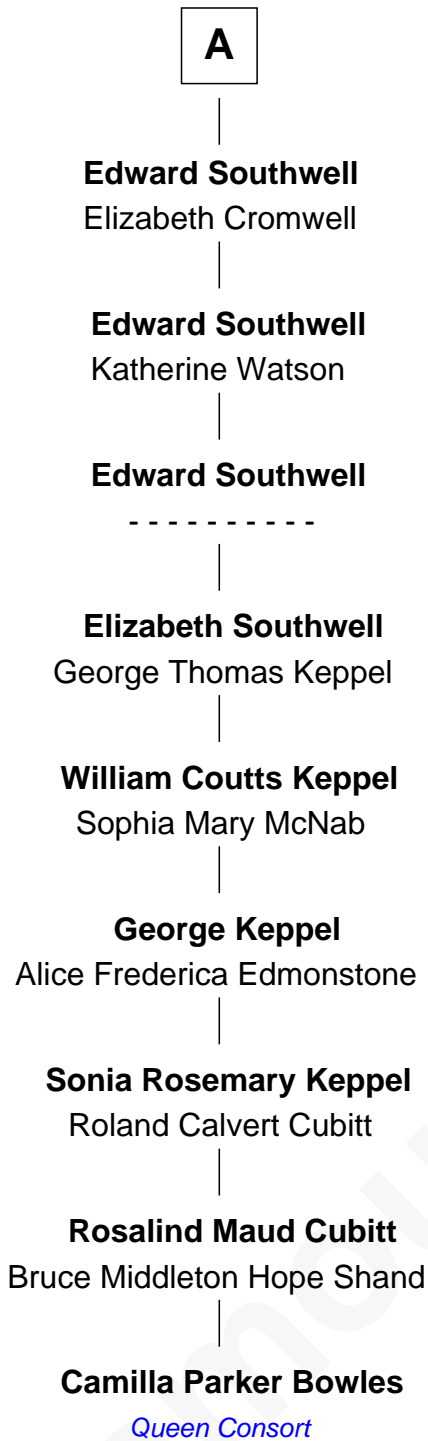 A
Edward Southwell
Elizabeth Cromwell
Edward Southwell
Katherine Watson
Edward Southwell
- - - - - - - - - -
Elizabeth Southwell
George Thomas Keppel
William Coutts Keppel
Sophia Mary McNab
George Keppel
Alice Frederica Edmonstone
Sonia Rosemary Keppel
Roland Calvert Cubitt
Rosalind Maud Cubitt
Bruce Middleton Hope Shand
Camilla Parker Bowles
Queen Consort